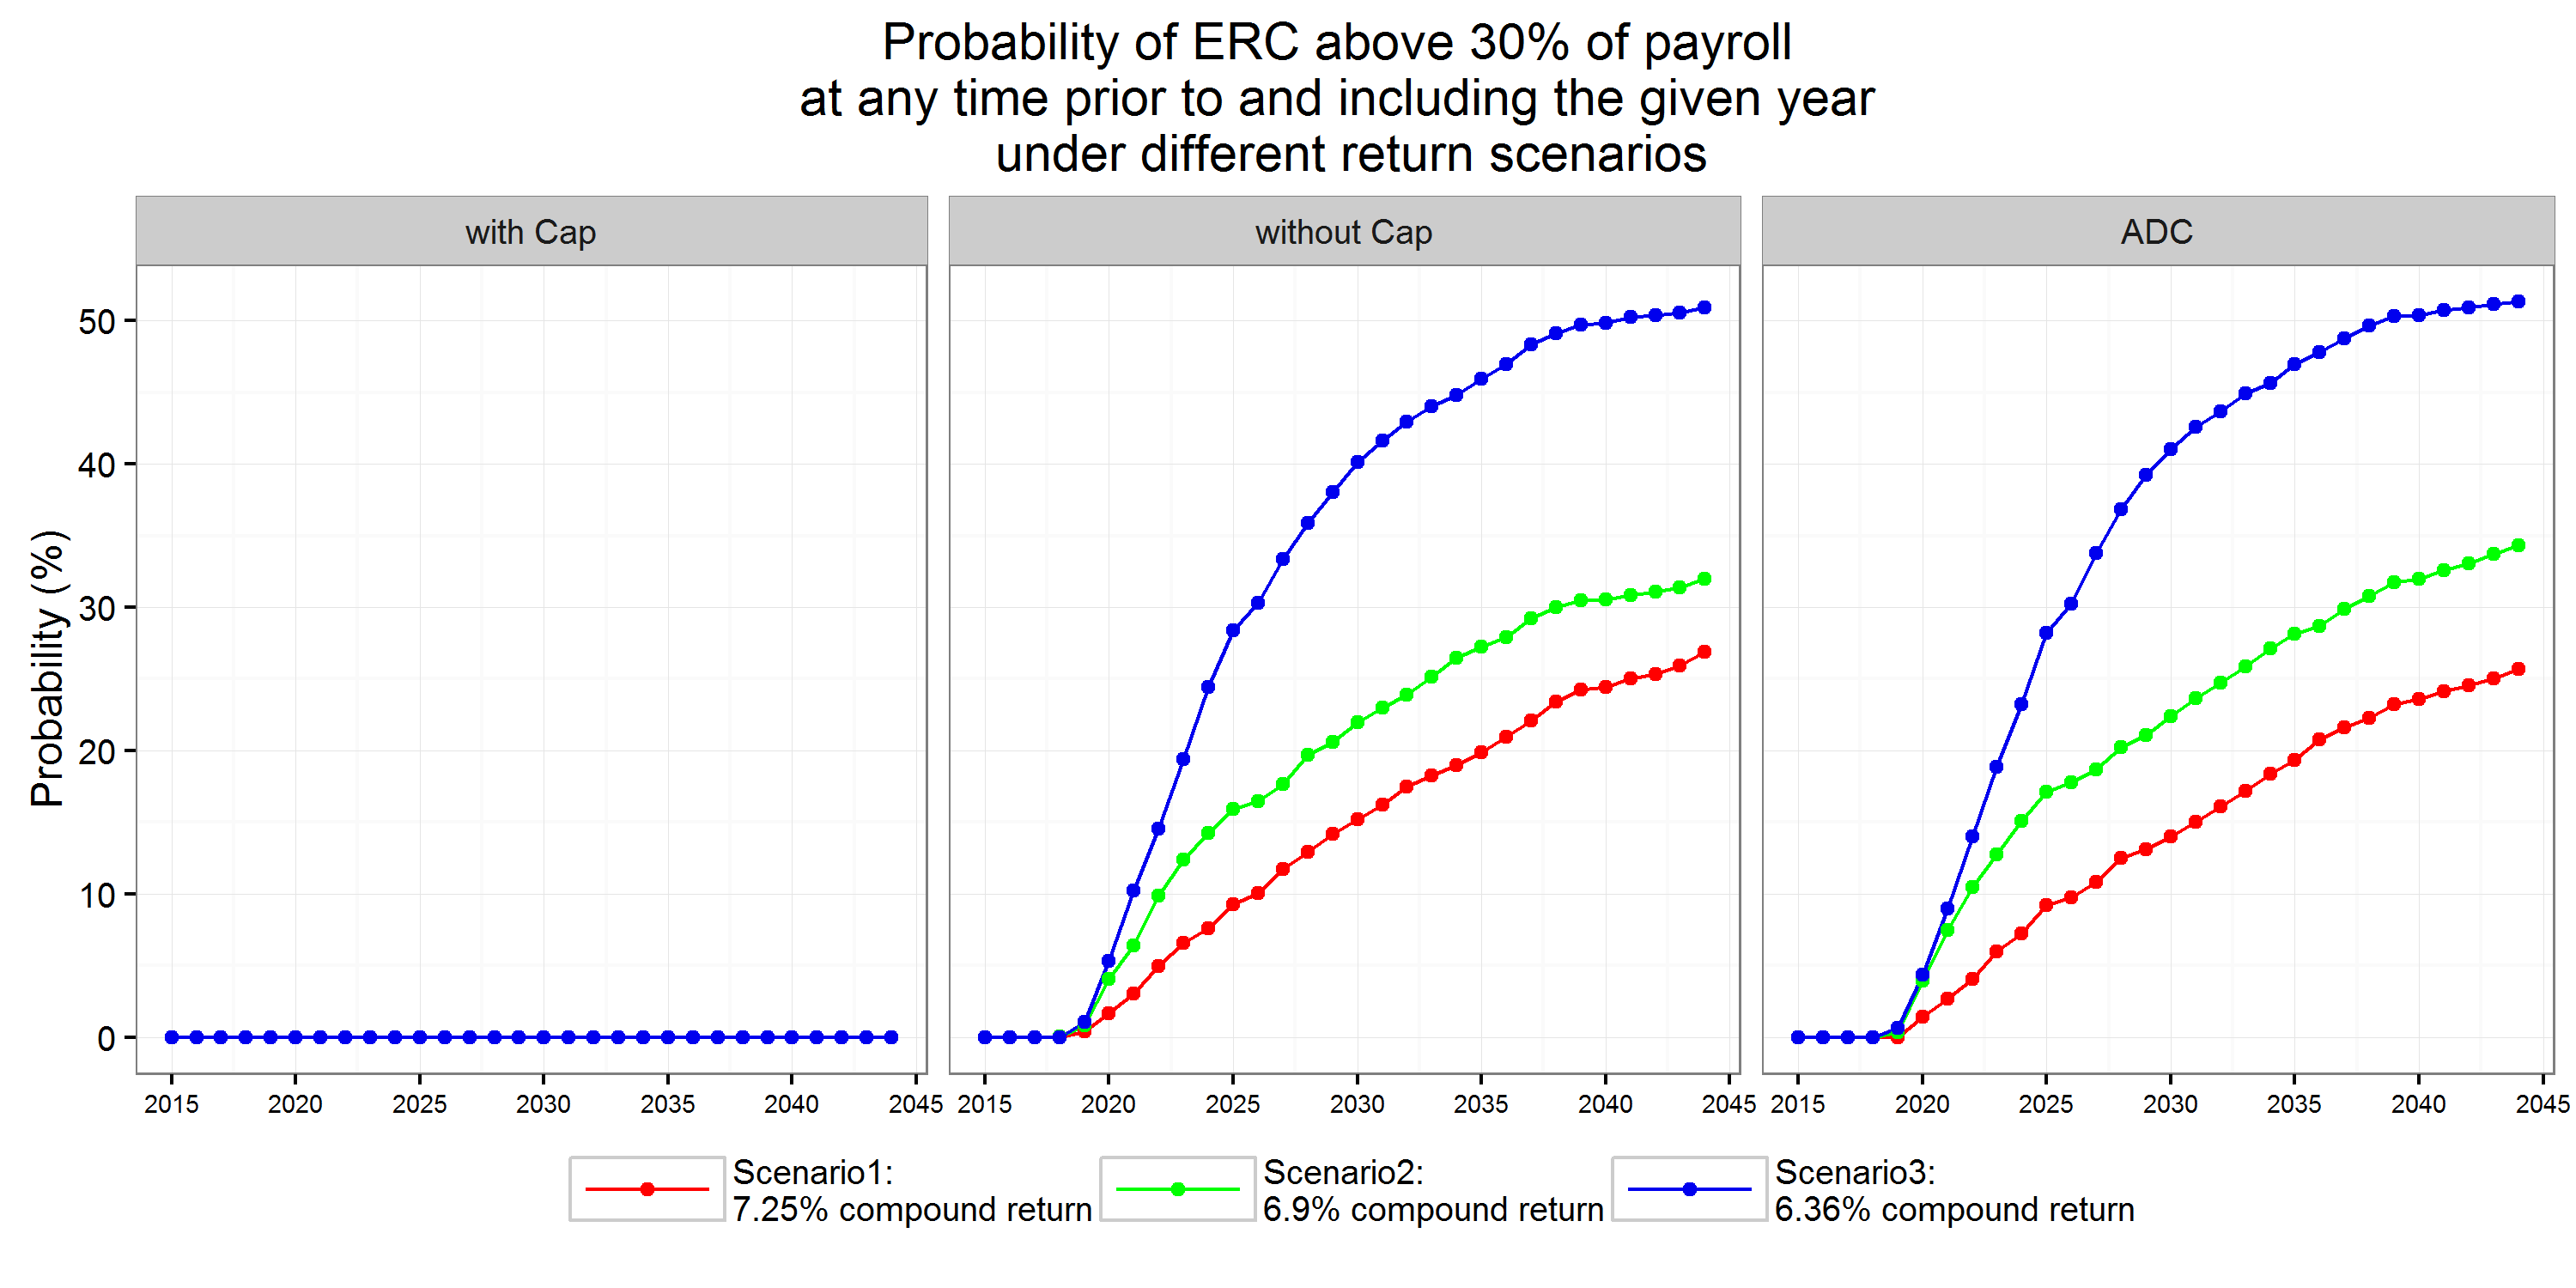 Probability of ERC above 30% of payroll
at any time prior to and including the given year
under different return scenarios
with Cap
without Cap
ADC
Probability (%)
50
40
30
20
10
0
2015 2020 2025 2030 2035 2040 2045
2015 2020 2025 2030 2035 2040 2045
2015 2020 2025 2030 2035 2040 2045
Scenario1:
7.25% compound return
Scenario2:
6.9% compound return
Scenario3:
6.36% compound return